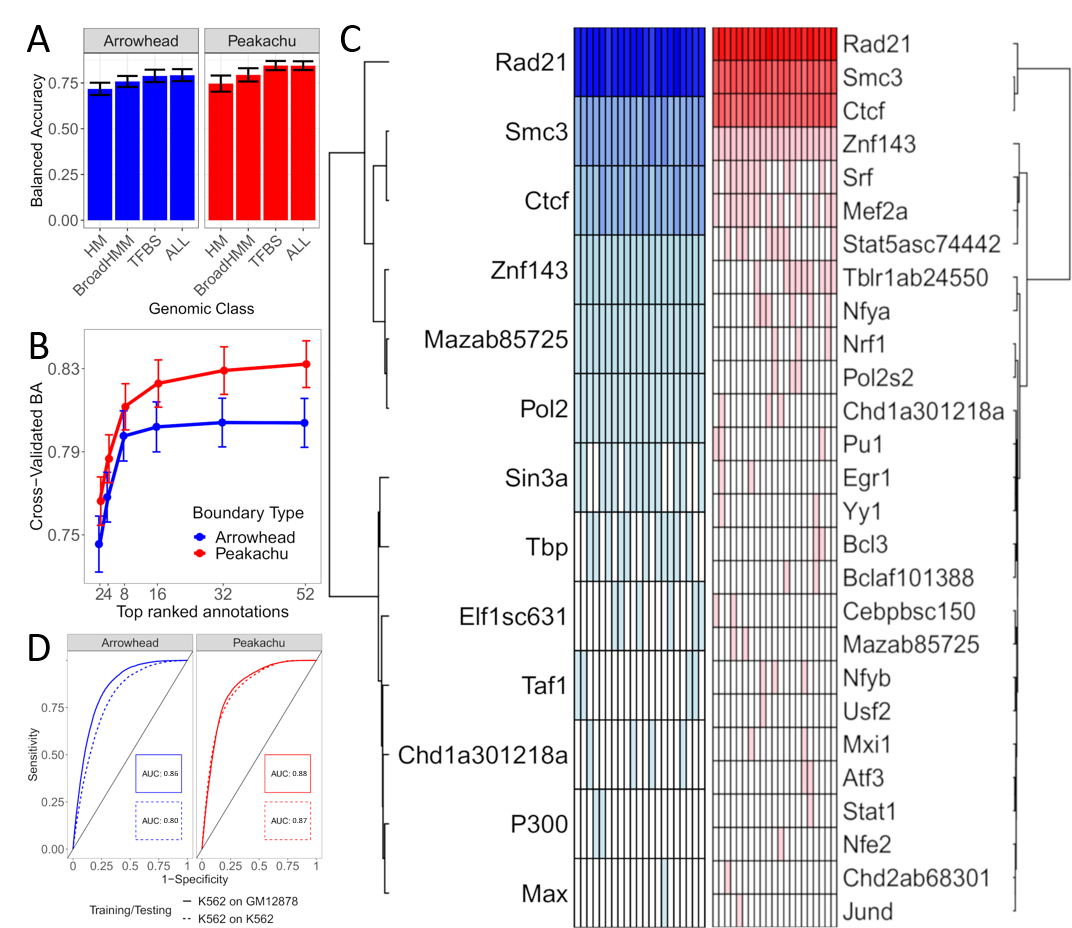 A
Arrowhead
Peakachu
Balanced Accuracy
0.75
0.50
0.25
0.00
HM
BroadHMM
TFBS
ALL
HM
BroadHMM
TFBS
ALL
Genomic Class
B
Cross-Validated BA
0.83
0.79
0.75
Boundary Type
Arrowhead
Peakachu
2 4 8 16 32 52
Top ranked annotations
C
Rad21
Smc3
Ctcf
Znf143
Mazab85725
Pol2
Sin3a
Tbp
Elf1sc631
Taf1
Chd1a301218a
P300
Max
Rad21
Smc3
Ctcf
Znf143
Srf
Mef2a
Stat5asc74442
Tblr1ab24550
Nfya
Nrf1
Pol2s2
Chd1a301218a
Pu1
Egr1
Yy1
Bcl3
Bclaf101388
Cebpbsc150
Mazab85725
Nfyb
Usf2
Mxi1
Atf3
Stat1
Nfe2
Chd2ab68301
Jund
D
Arrowhead
Peakachu
Sensitivity
0.75
0.50
0.25
0.00
AUC: 0.86
AUC: 0.80
AUC: 0.88
AUC: 0.87
0 0.25 0.50 0.75 1
0 0.25 0.50 0.75 1
1-Specificity
Training/Testing
K562 on GM12878
K562 on K562